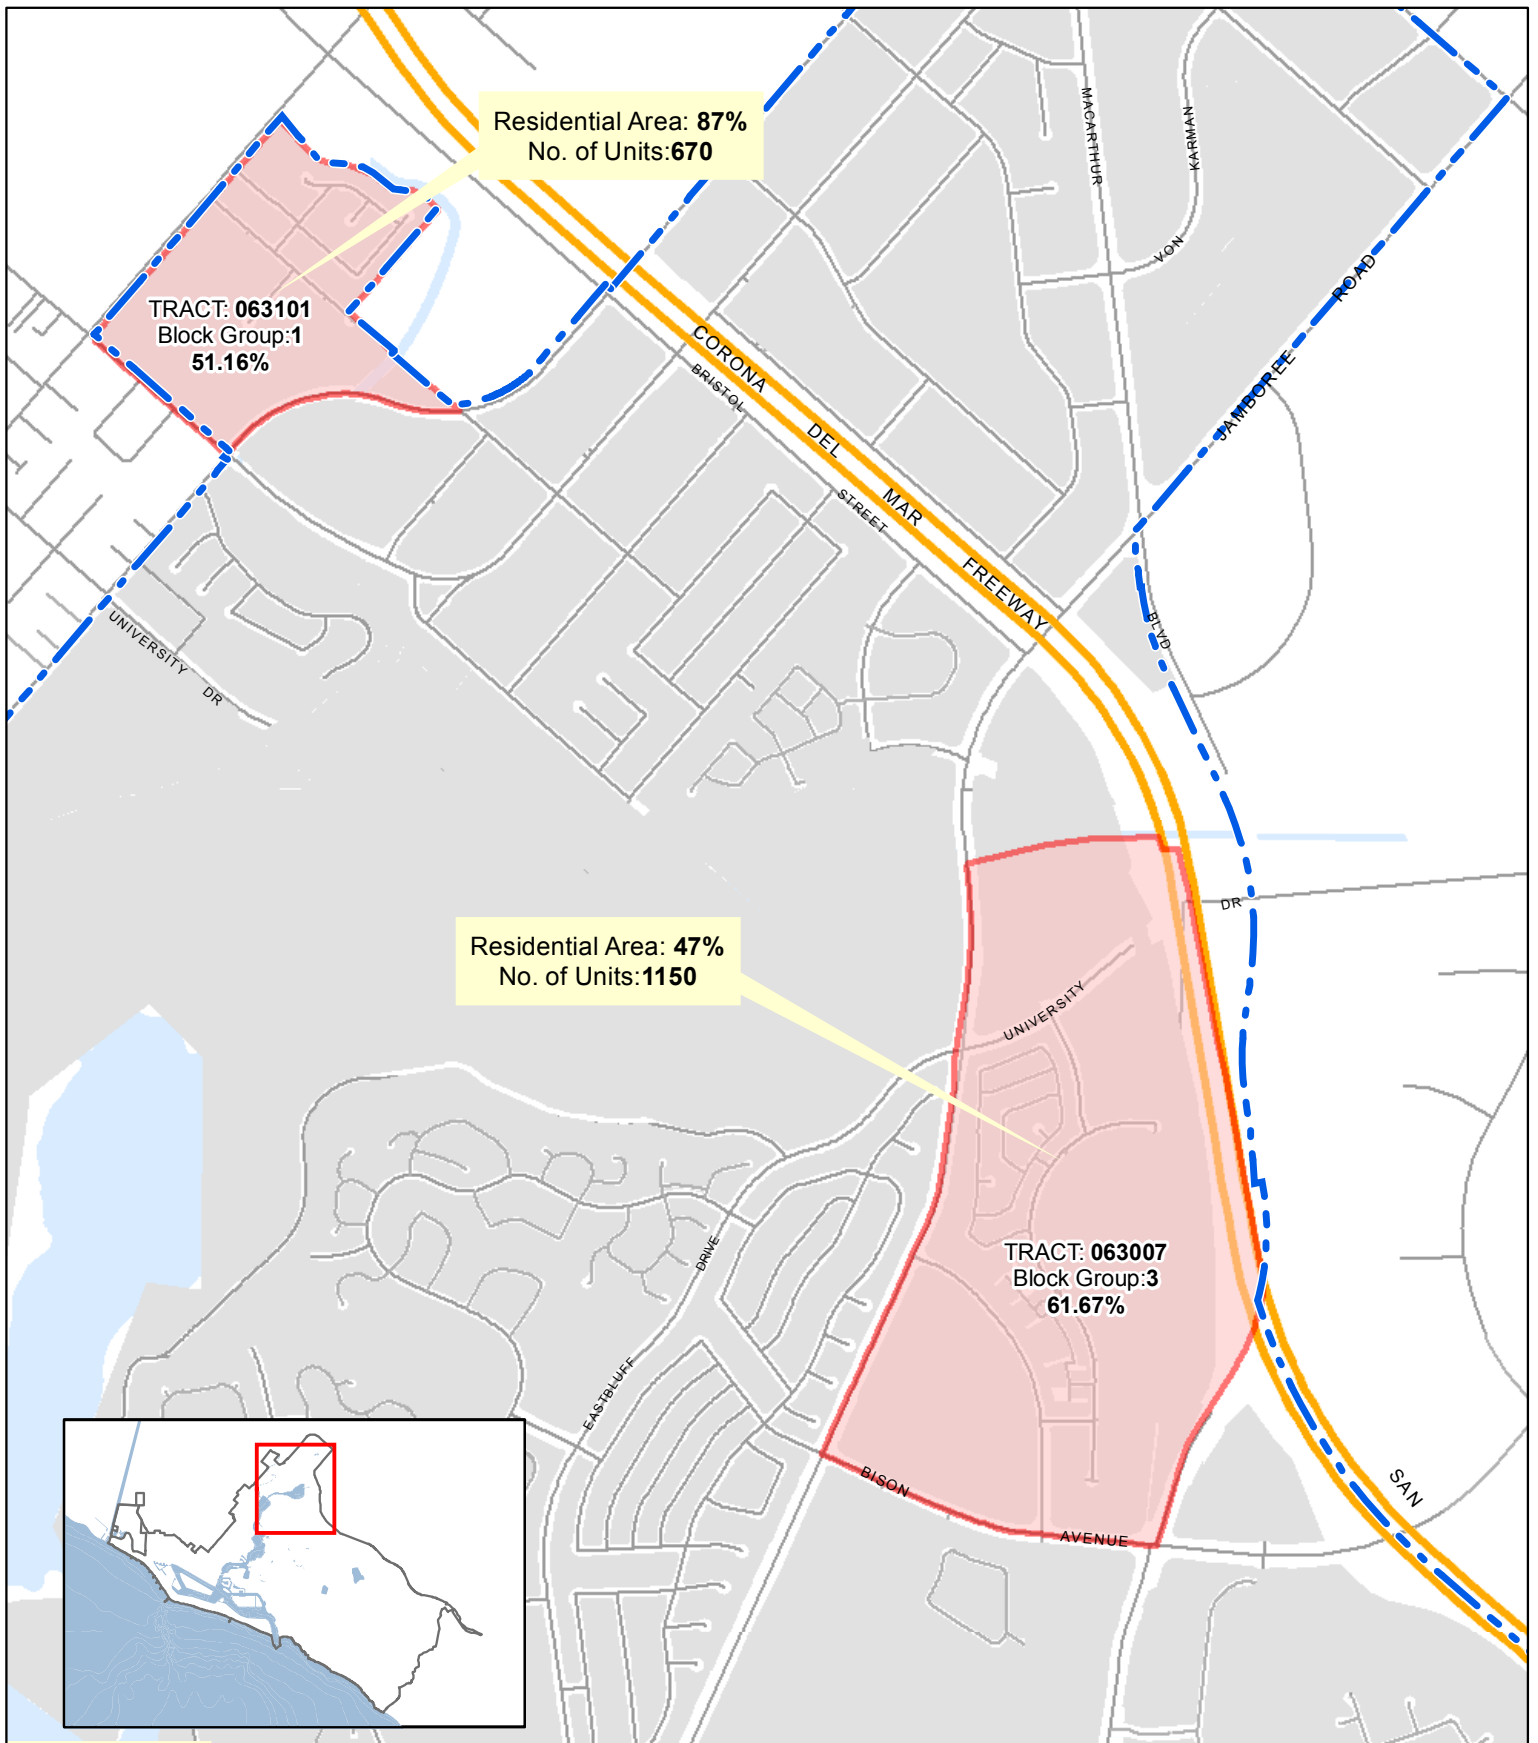 Residential Area: 87%
No. of Units:670
MACARTHUR
KARMAN
VON
ROAD
JAMBOREE
TRACT: 063101
Block Group:1
51.16%
CORONA
BRISTOL
DEL
MAR
STREET
FREEWAY
BLVD
UNIVERSITY
DR
DR
Residential Area: 47%
No. of Units:1150
UNIVERSITY
DRIVE
TRACT: 063007
Block Group:3
61.67%
EASTBLUFF
BISON
AVENUE
SAN